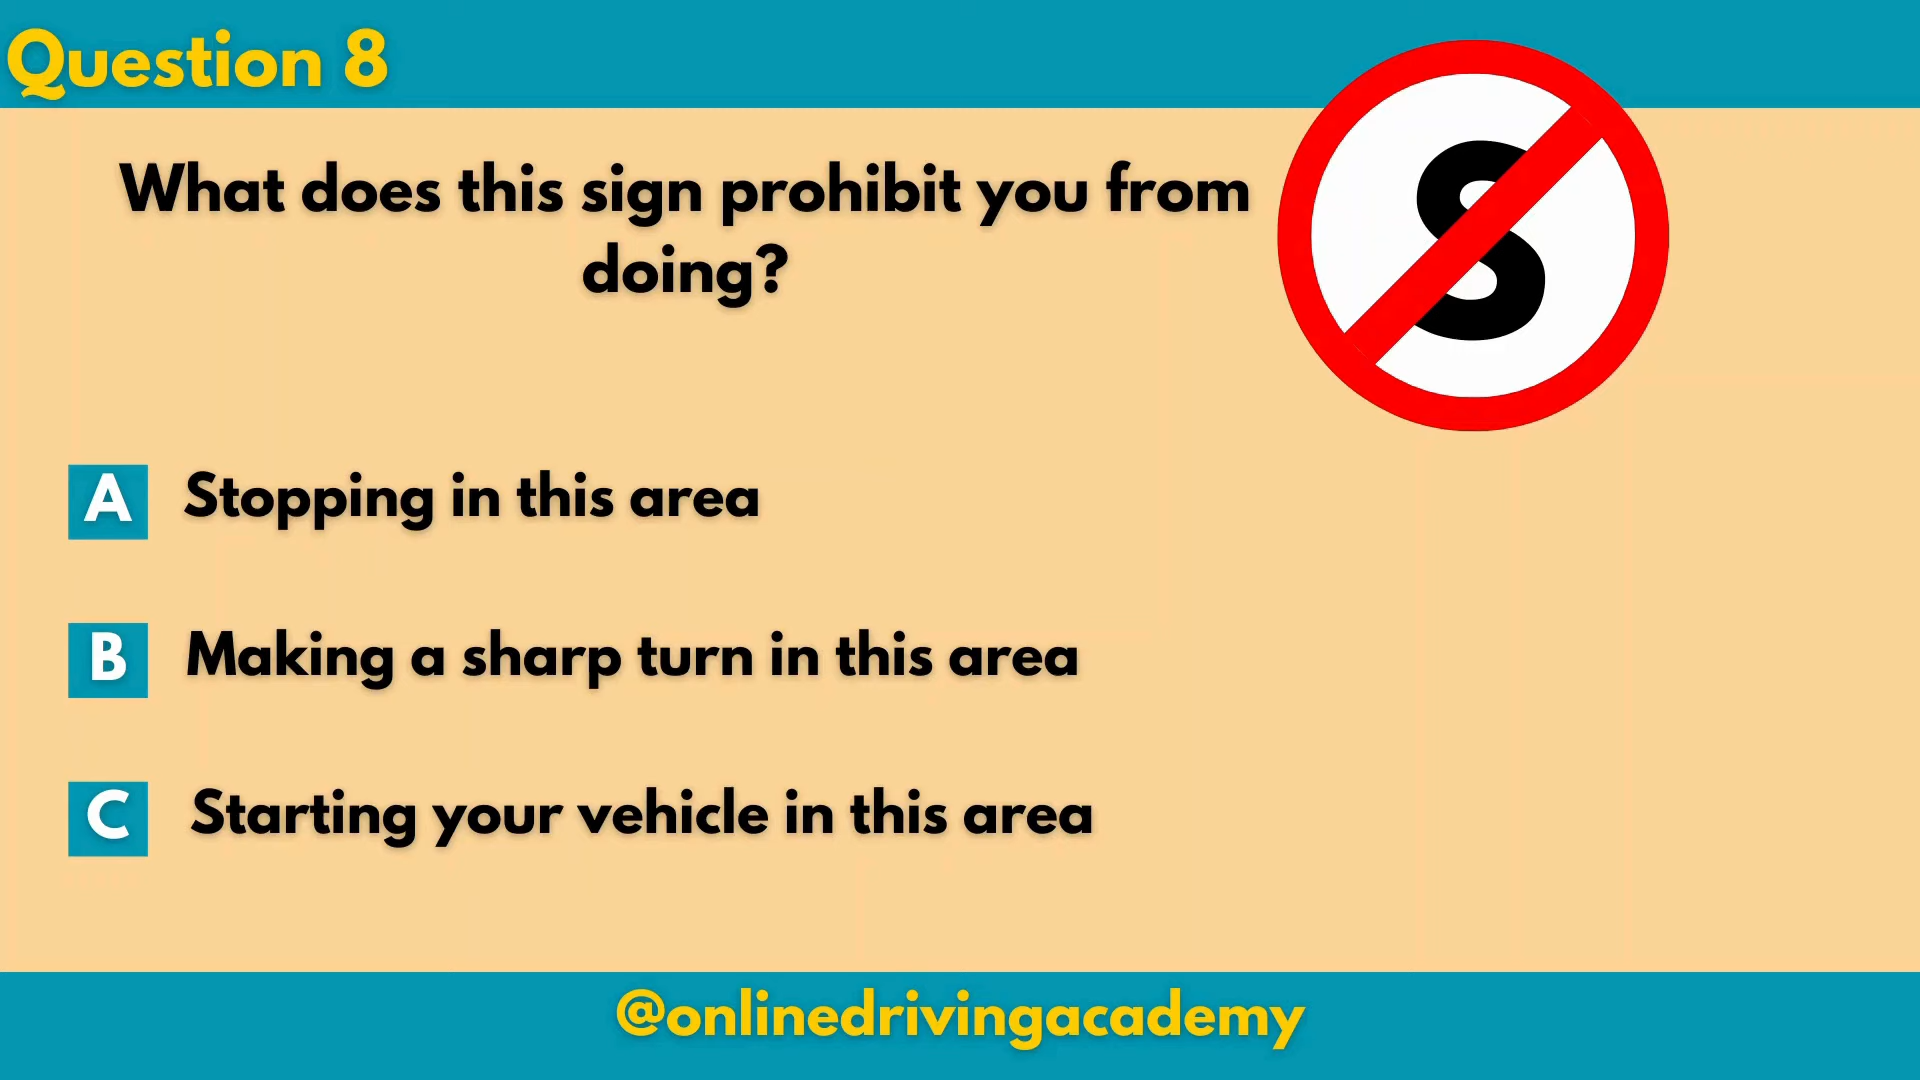 Question 8
What does this sign prohibit you from
doing?
S
A Stopping in this area
B Making a sharp turn in this area
C Starting your vehicle in this area
@onlinedrivingacademy